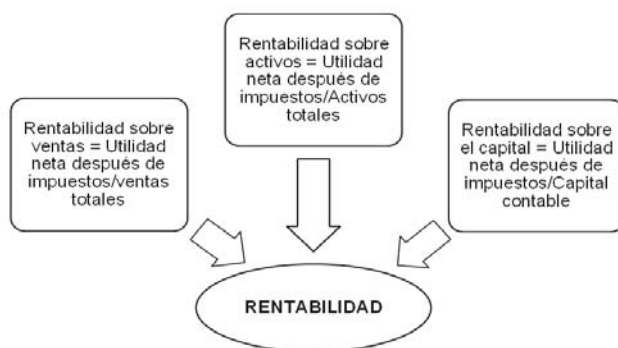 Rentabilidad sobre
activos = Utilidad
neta después de
impuestos/Activos
totales
Rentabilidad sobre
ventas = Utilidad
neta después de
impuestos/ventas
totales
Rentabilidad sobre
el capital = Utilidad
neta después de
impuestos/Capital
contable
RENTABILIDAD